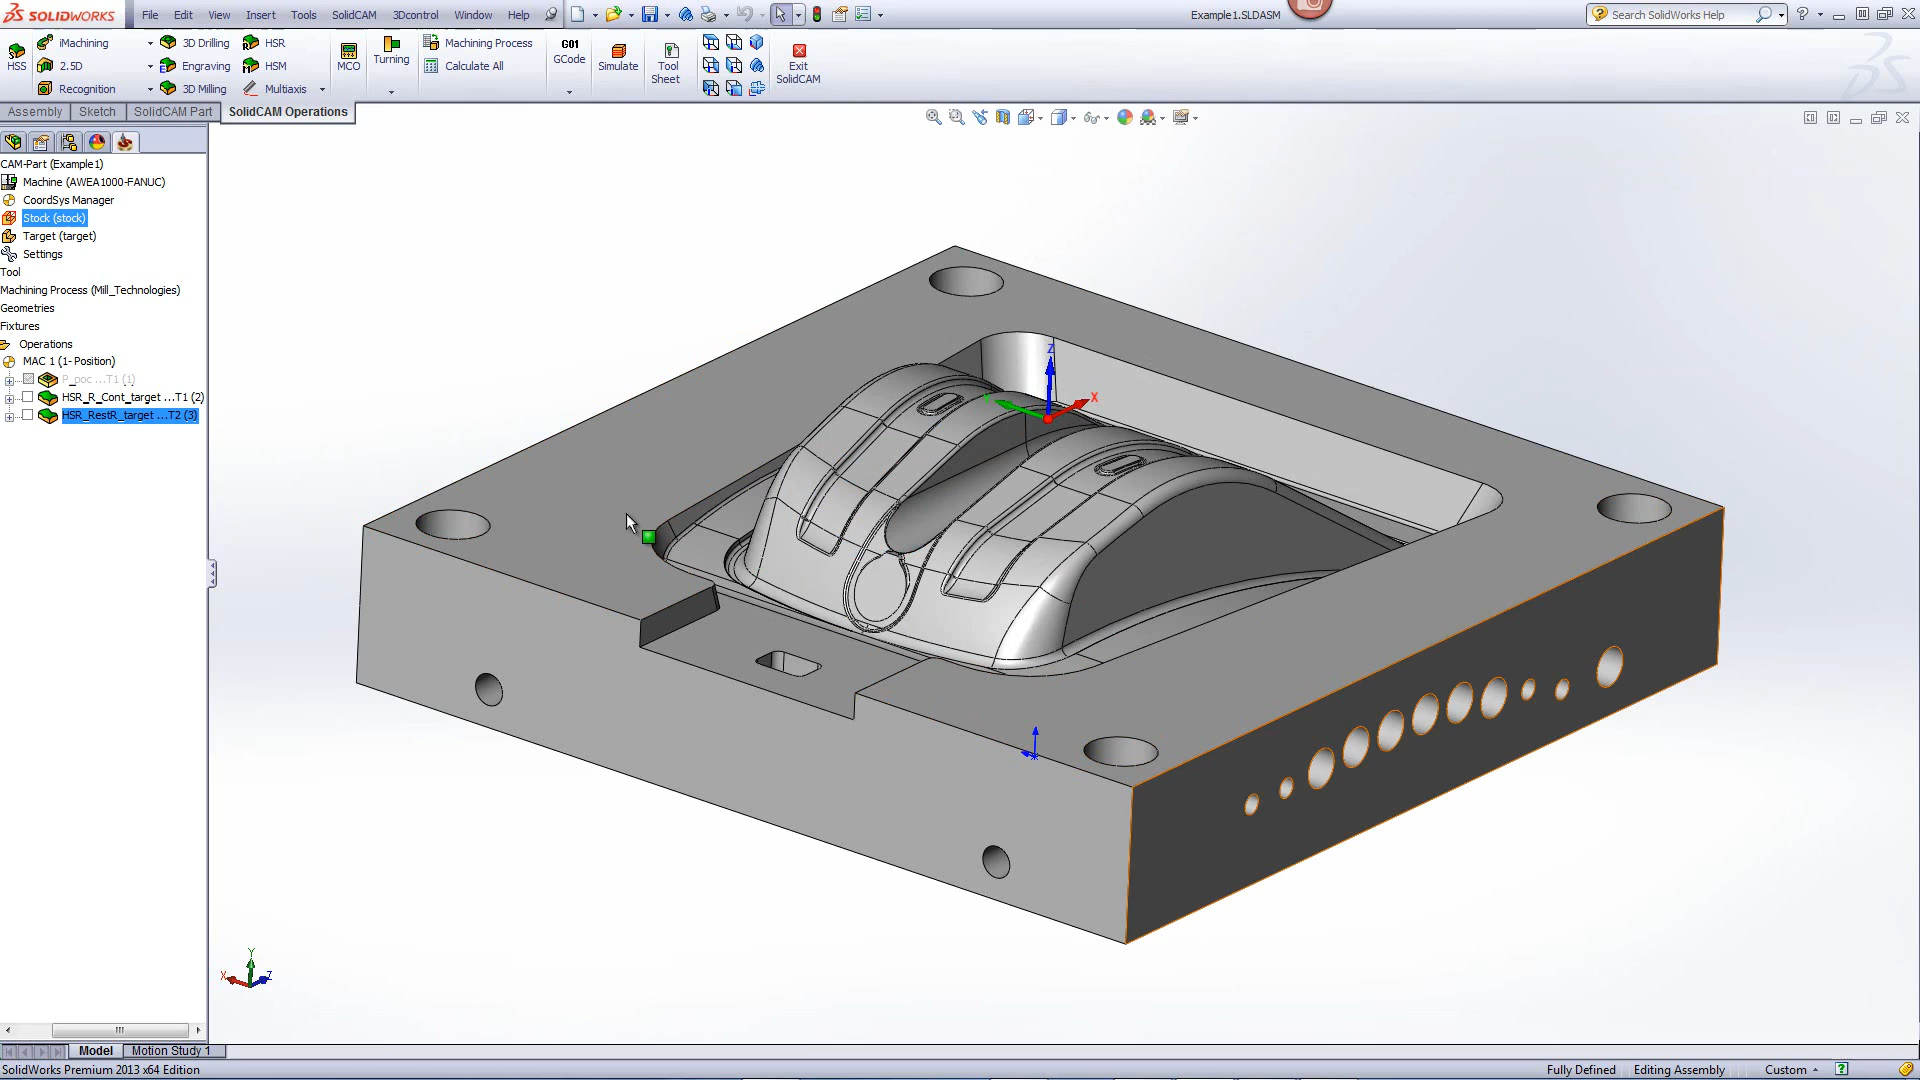 SOLIDWORKS File Edit View Insert Tools SolidCAM 3Dcontrol Window Help Example1.SLDASM Search SolidWorks Help
HSS iMachining 3D Drilling HSR MCO Turning Machining Process G01 GCode Simulate Tool Sheet Exit SolidCAM
2.5D Engraving HSM Calculate All
Recognition 3D Milling Multiaxis
Assembly Sketch SolidCAM Part SolidCAM Operations
CAM-Part (Example1)
Machine (AWEA1000-FANUC)
CoordSys Manager
Stock (stock)
Target (target)
Settings
Tool
Machining Process (Mill_Technologies)
Geometries
Fixtures
Operations
MAC 1 (1- Position)
P_poc ...T1 (1)
HSR_R_Cont_target ...T1 (2)
HSR_RestR_target ...T2 (3)
Z
X
Y
X
Z
Model Motion Study 1
SolidWorks Premium 2013 x64 Edition Fully Defined Editing Assembly Custom